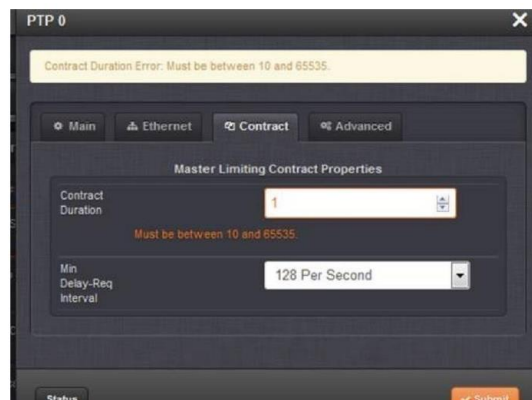 PTP 0
Contract Duration Error: Must be between 10 and 65535.
Main
Ethernet
Contract
Advanced
Master Limiting Contract Properties
Contract
Duration
1
Must be between 10 and 65535.
Min
Delay-Req
Interval
128 Per Second
Status
Submit